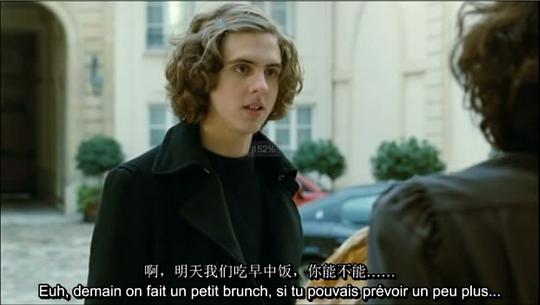 152%
啊，明天我们吃早中饭，你能不能……
Euh, demain on fait un petit brunch, si tu pouvais prévoir un peu plus...